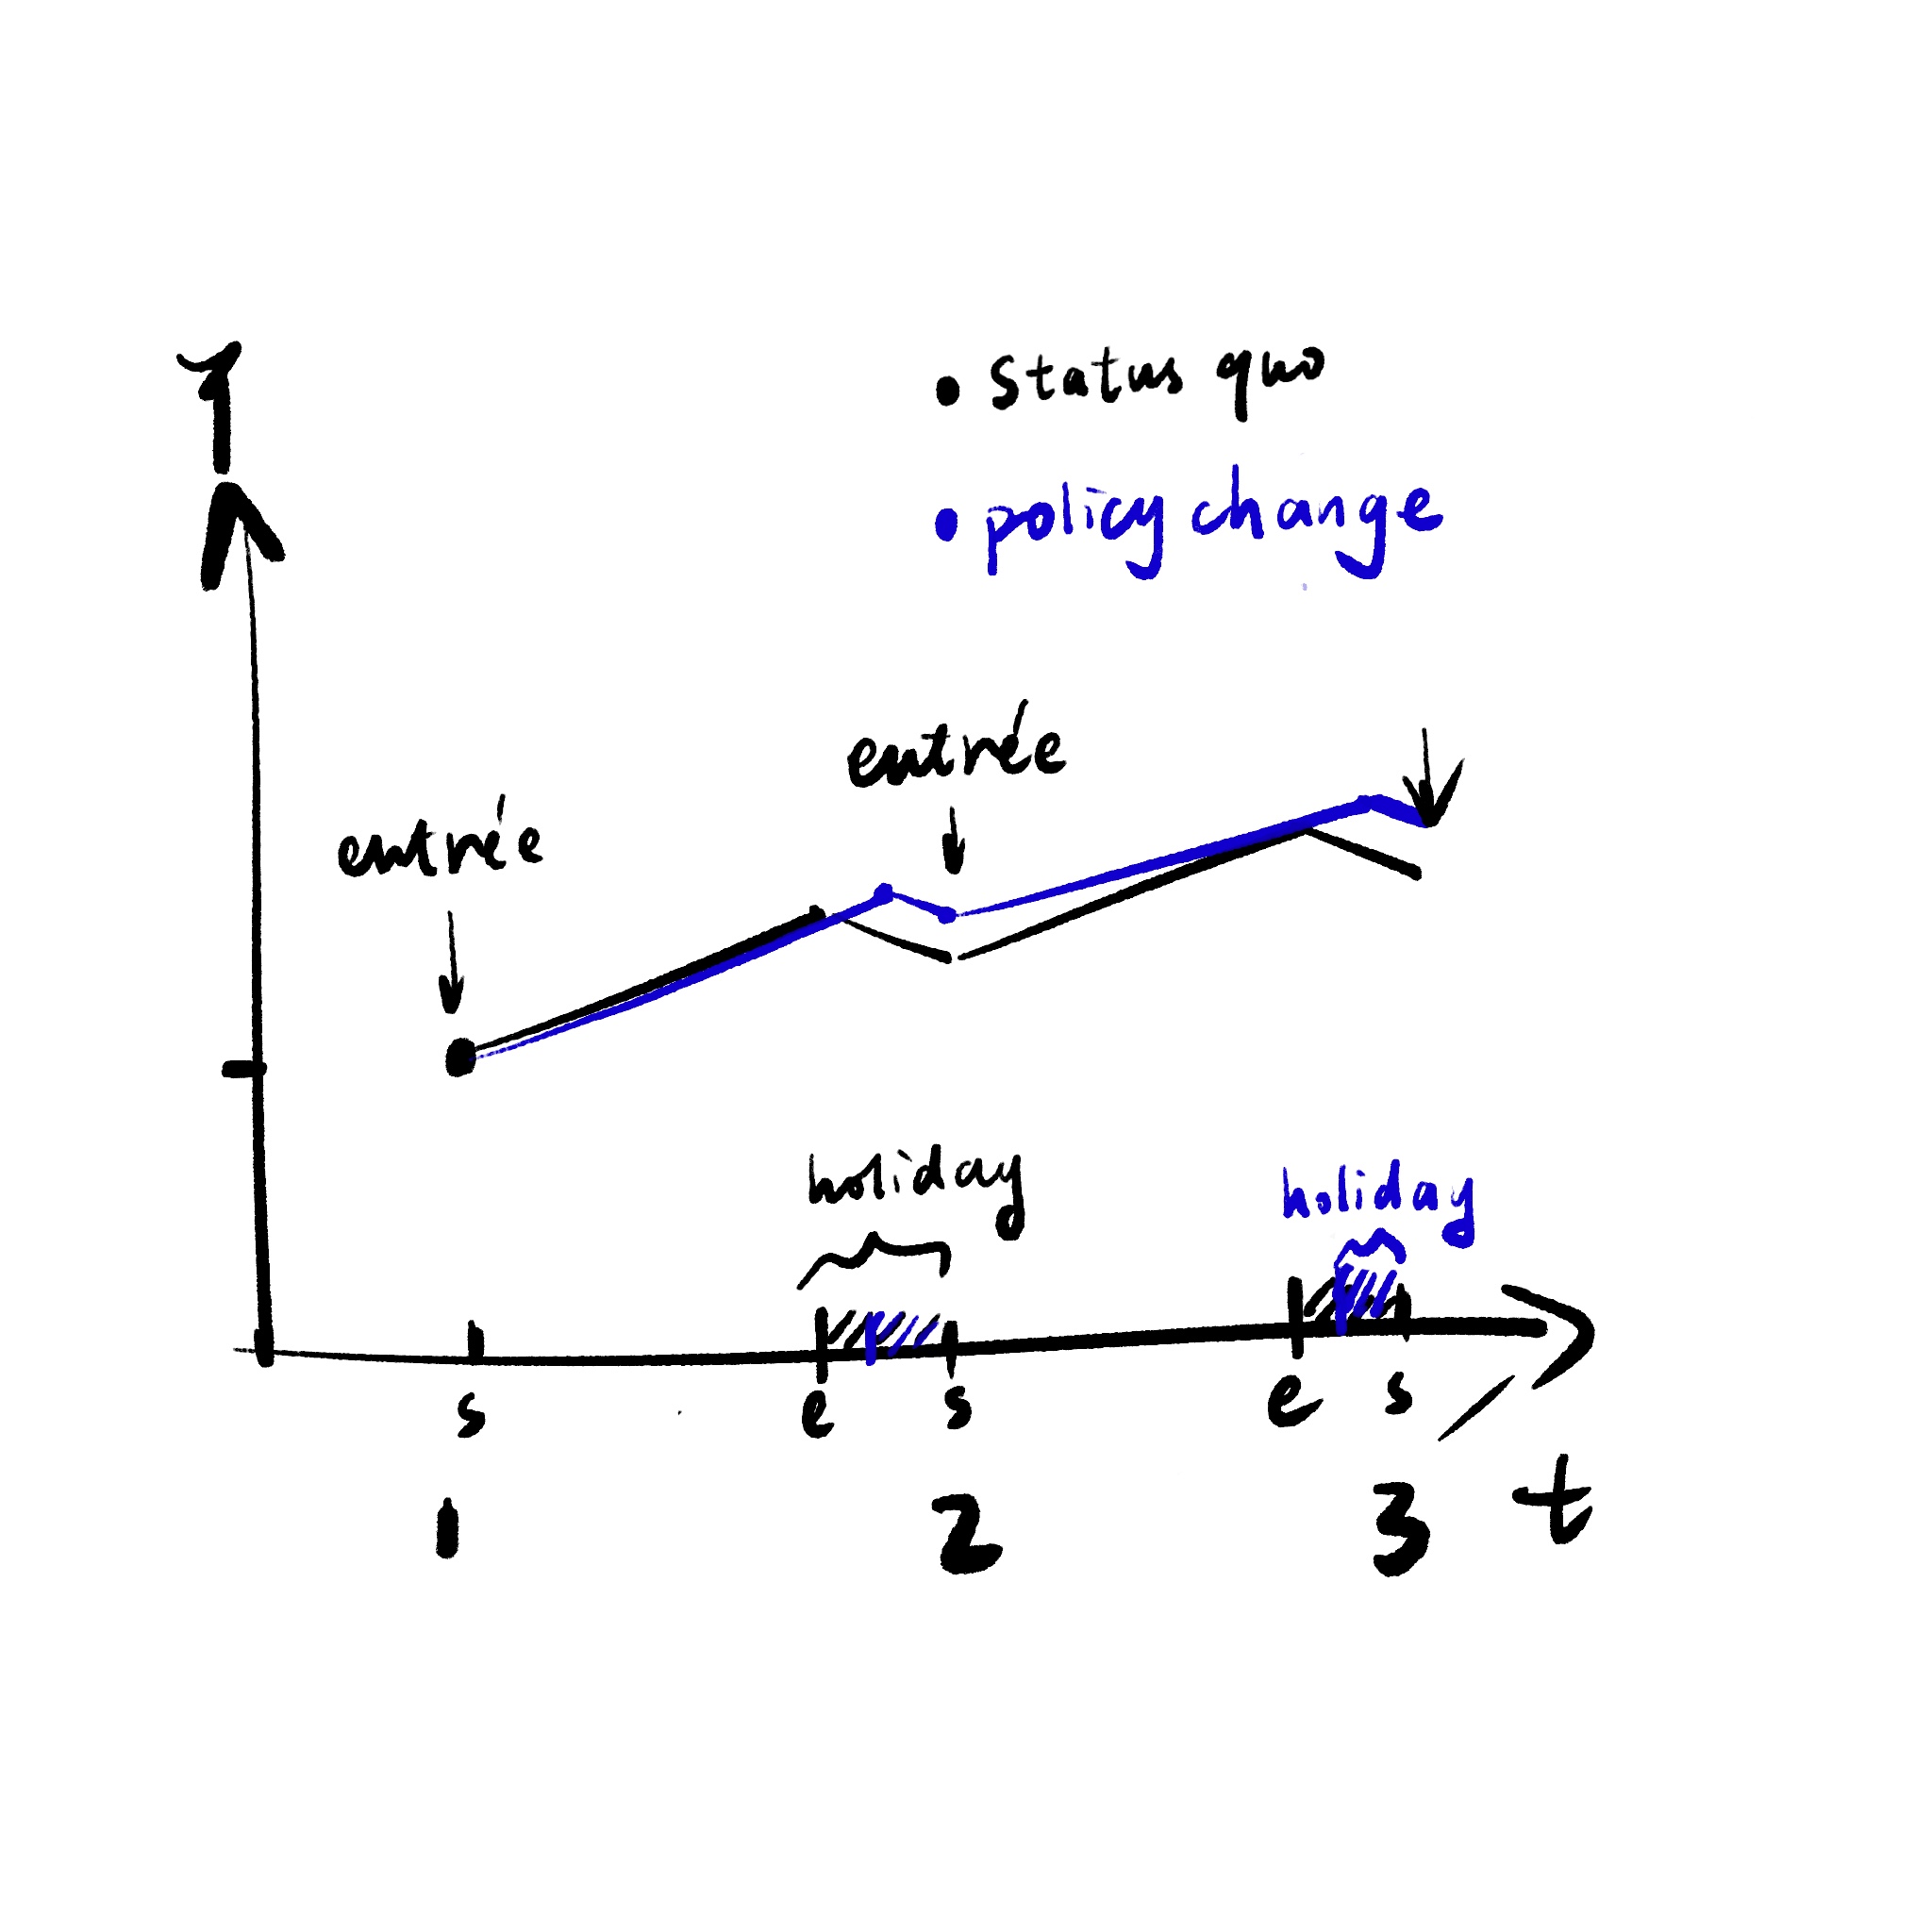 Y
status quo
policy change
entrée
entrée
holiday
holiday
s e s e s
1 2 3 t